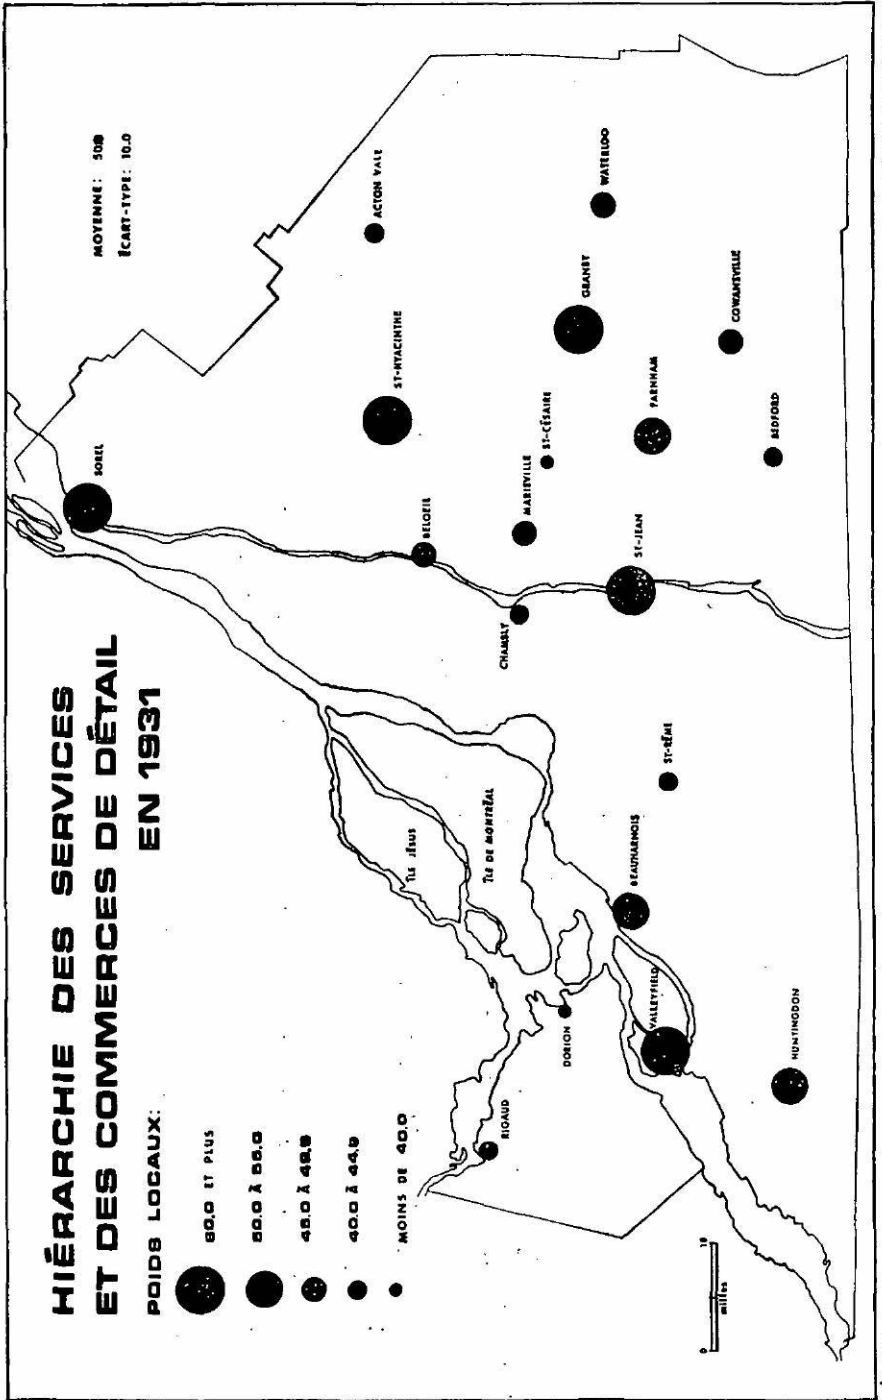 HIÉRARCHIE DES SERVICES
ET DES COMMERCES DE DÉTAIL
EN 1931
POIDS LOCAUX:
60.0 ET PLUS
50.0 À
45.0 À 49.9
40.0 À 44.9
MOINS DE 40.0
MOYENNE: 50.0
ÉCART-TYPE: 10.0
SOREL
ACTON VALE
ST-HYACINTHE
BELOEIL
WATERLOO
GRANBY
ST-CÉSAIRE
MARIEVILLE
CHAMBLY
COWANSVILLE
FARNHAM
BEDFORD
ST-JEAN
ÎLE JÉSUS
ÎLE DE MONTRÉAL
ST-RÉMI
BEAUHARNOIS
VALLEYFIELD
DORION
RIGAUD
HUNTINGDON
0 10
milles